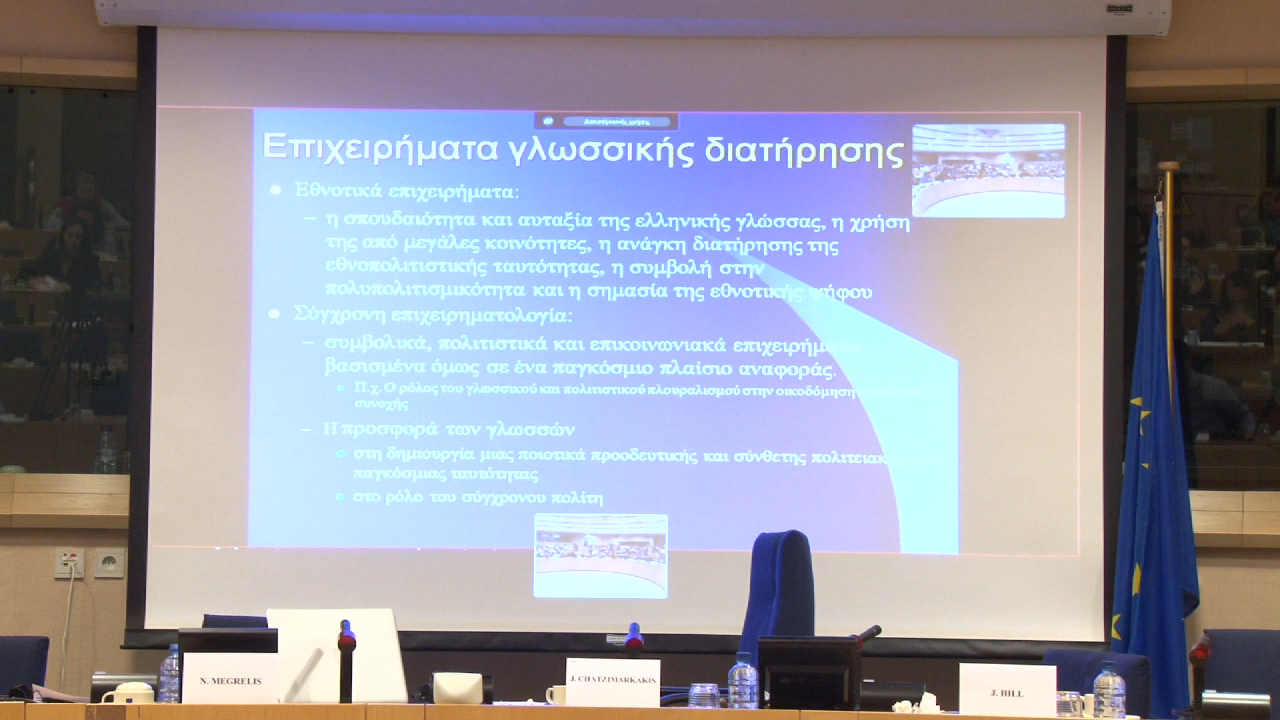 Επιχειρήματα γλωσσικής διατήρησης
Εθνοτικά επιχειρήματα:
– η σπουδαιότητα και αυταξία της ελληνικής γλώσσας, η χρήση
της από μεγάλες κοινότητες, η ανάγκη διατήρησης της
εθνοπολιτιστικής ταυτότητας, η συμβολή στην
πολυπολιτισμικότητα και η σημασία της εθνοτικής ψήφου
Σύγχρονη επιχειρηματολογία:
– συμβολικά, πολιτιστικά και επικοινωνιακά επιχειρήματα
βασισμένα όμως σε ένα παγκόσμιο πλαίσιο αναφοράς.
Π.χ. Ο ρόλος του γλωσσικού και πολιτιστικού πλουραλισμού στην οικοδόμηση
συνοχής
– Η προσφορά των γλωσσών
στη δημιουργία μιας ποιοτικά προοδευτικής και σύνθετης
παγκόσμιας ταυτότητας
στο ρόλο του σύγχρονου πολίτη
N. MEGRELIS
J. CHATZIMARKAKIS
J. HILL